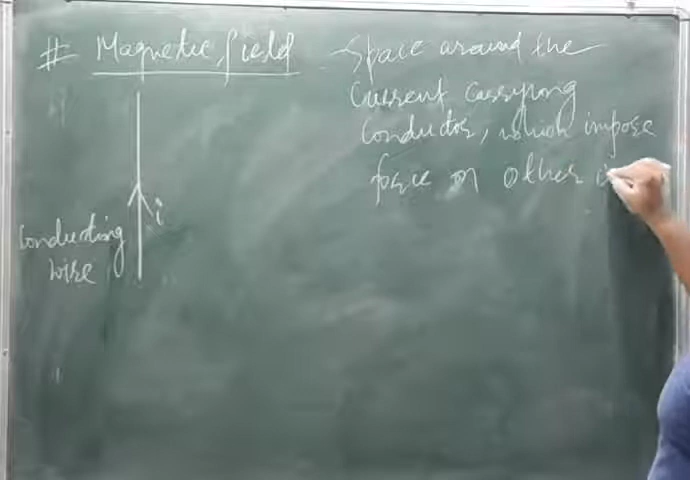 # Magnetic field
Space around the
Current Carrying
Conductor, which impose
force on other
i
Conducting
wire